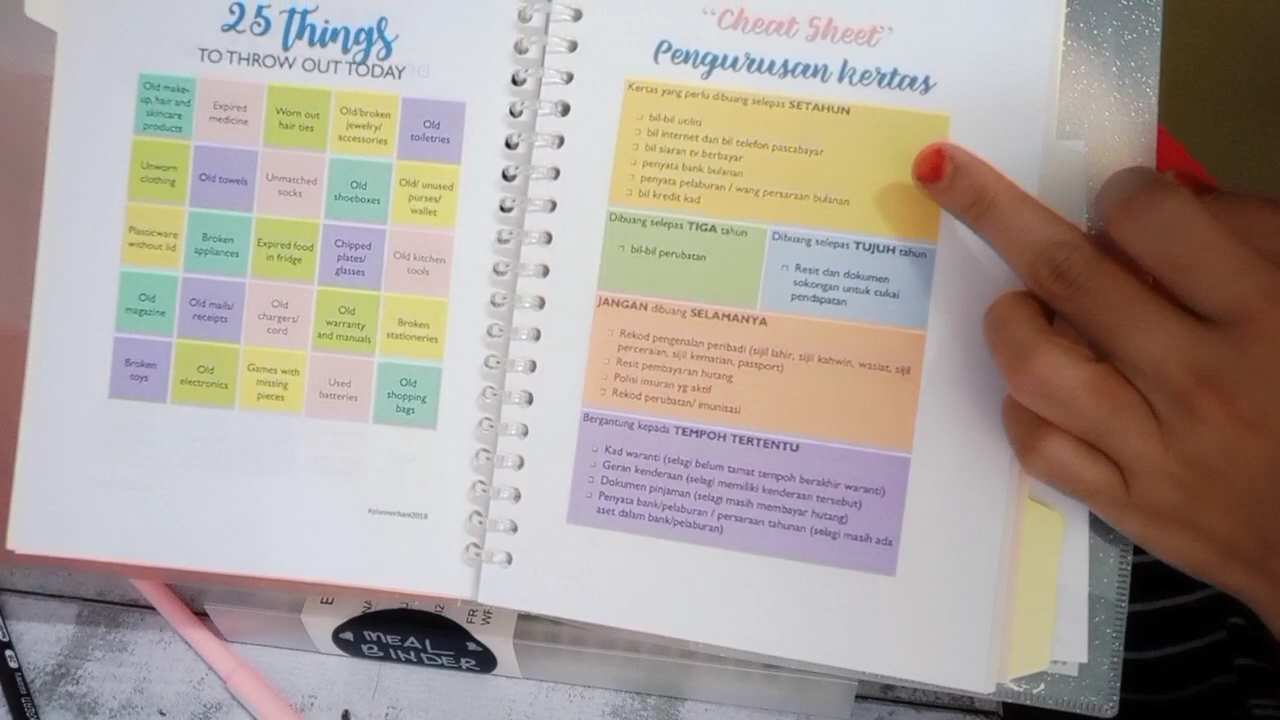 25 Things
TO THROW OUT TODAY
Old make-
up, hair and
skincare
products
Expired
medicine
Worn out
hair ties
Old/broken
jewelry/
accessories
Old
toiletries
Unworn
clothing
Old towels
Unmatched
socks
Old
shoeboxes
Old/ unused
purses/
wallet
Plasticware
without lid
Broken
appliances
Expired food
in fridge
Chipped
plates/
glasses
Old kitchen
tools
Old
magazine
Old mails/
receipts
Old
chargers/
cord
Old
warranty
and manuals
Broken
stationeries
Broken
toys
Old
electronics
Games with
missing
pieces
Used
batteries
Old
shopping
bags
"Cheat Sheet"
Pengurusan kertas
Kertas yang perlu dibuang selepas SETAHUN
bil-bil utiliti
bil internet dan bil telefon pascabayar
bil siaran tv berbayar
penyata bank bulanan
penyata pelaburan / wang persaraan bulanan
bil kredit kad
Dibuang selepas TIGA tahun
bil-bil perubatan
Dibuang selepas TUJUH tahun
Resit dan dokumen
sokongan untuk cukai
pendapatan
JANGAN dibuang SELAMANYA
Rekod pengenalan peribadi (sijil lahir, sijil kahwin, wasiat, sijil
perceraian, sijil kematian, passport)
Resit pembayaran hutang
Polisi insuran yg aktif
Rekod perubatan/ imunisasi
Bergantung kepada TEMPOH TERTENTU
Kad waranti (selagi belum tamat tempoh berakhir waranti)
Geran kenderaan (selagi memiliki kenderaan tersebut)
Dokumen pinjaman (selagi masih membayar hutang)
Penyata bank/pelaburan / persaraan tahunan (selagi masih ada
aset dalam bank/pelaburan)
MEAL
BINDER